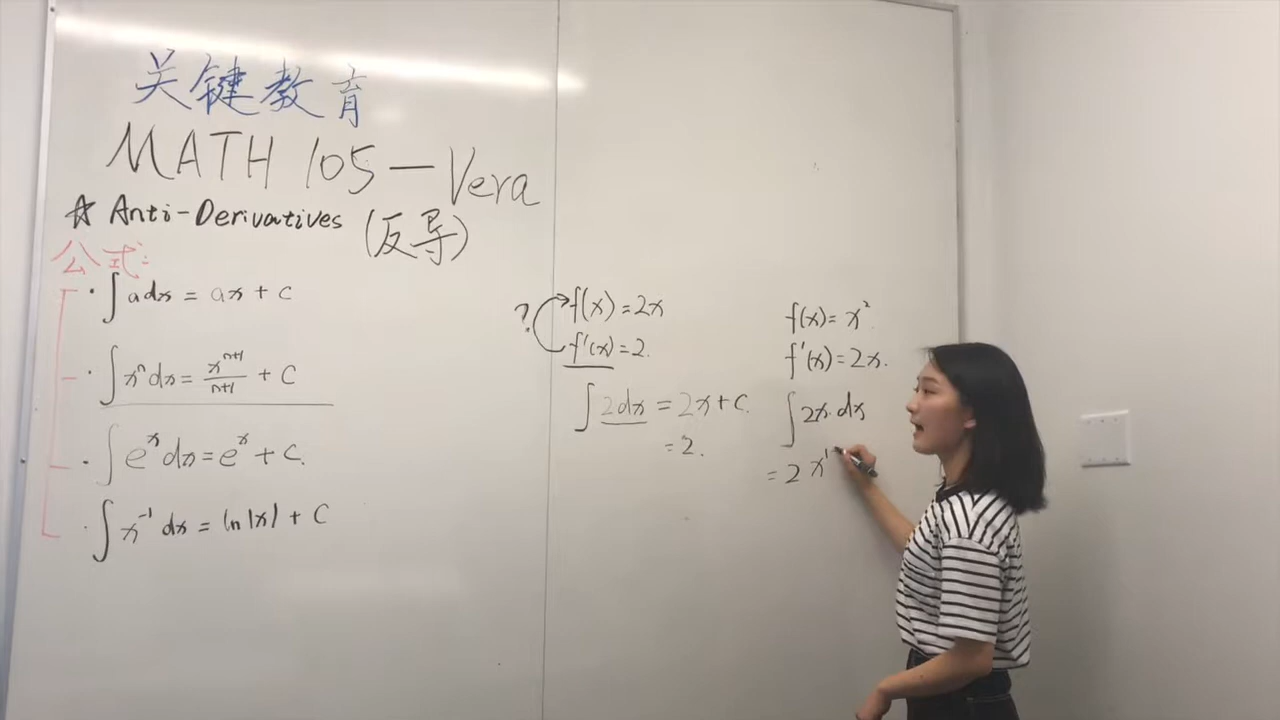 关键教育
MATH 105 — Vera
☆ Anti-Derivatives (反导)
公式:
· ∫ a dx = ax + c
· ∫ xⁿ dx = xⁿ⁺¹/n+1 + C
· ∫ eˣ dx = eˣ + C.
· ∫ x⁻¹ dx = ln |x| + C
? f(x) = 2x
f'(x) = 2.
∫ 2 dx = 2x + C.
= 2.
f(x) = x².
f'(x) = 2x.
∫ 2x · dx
= 2 x¹